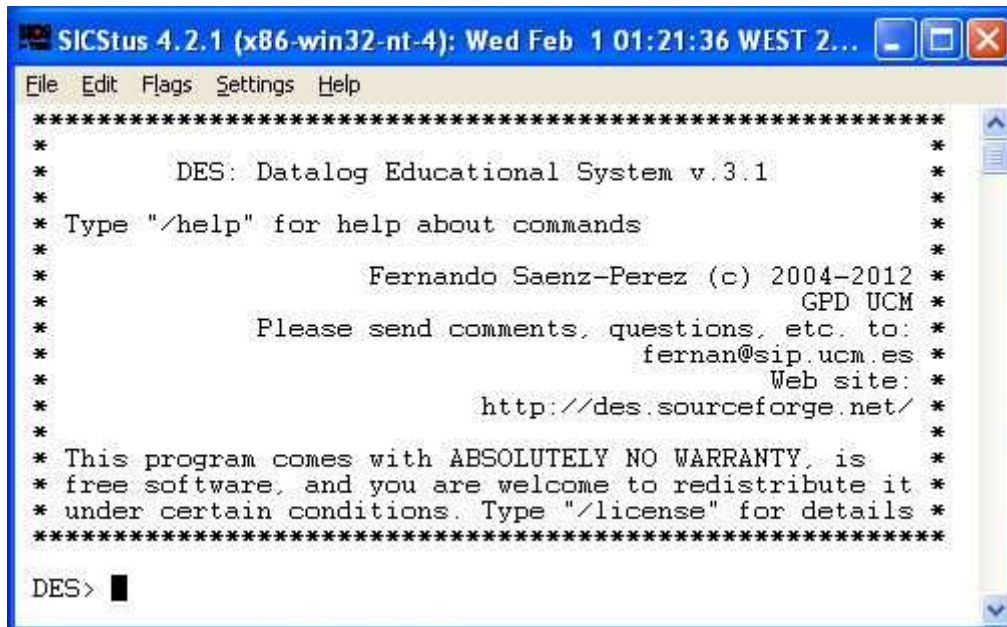 SICStus 4.2.1 (x86-win32-nt-4): Wed Feb 1 01:21:36 WEST 2...
File Edit Flags Settings Help
*********************************************************
* *
* DES: Datalog Educational System v.3.1 *
* *
* Type "/help" for help about commands *
* *
* Fernando Saenz-Perez (c) 2004-2012 *
* GPD UCM *
* Please send comments, questions, etc. to: *
* fernan@sip.ucm.es *
* Web site: *
* http://des.sourceforge.net/ *
* *
* This program comes with ABSOLUTELY NO WARRANTY, is *
* free software, and you are welcome to redistribute it *
* under certain conditions. Type "/license" for details *
*********************************************************
DES>